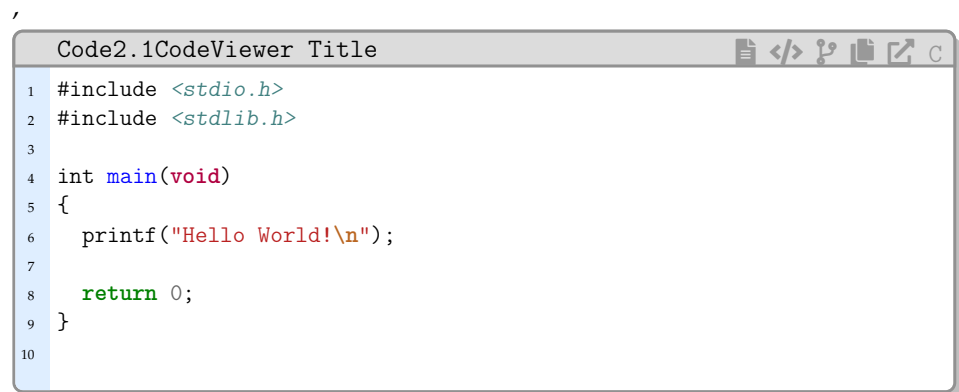 ,
Code2.1CodeViewer Title </> C
1 #include <stdio.h>
2 #include <stdlib.h>
3
4 int main(void)
5 {
6   printf("Hello World!\n");
7
8   return 0;
9 }
10